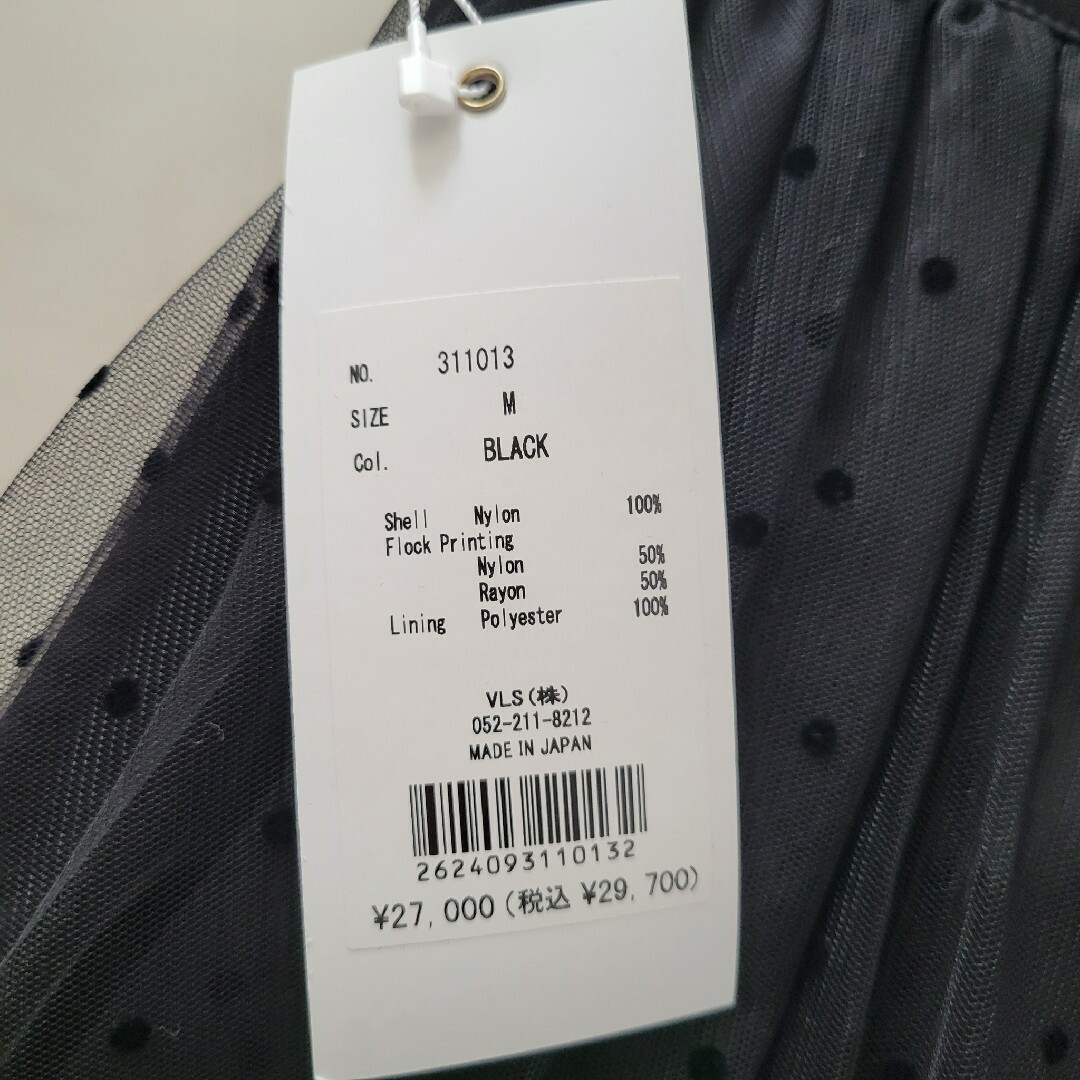 NO. 311013
SIZE M
Col. BLACK
Shell Nylon 100%
Flock Printing
Nylon 50%
Rayon 50%
Lining Polyester 100%
VLS(株)
052-211-8212
MADE IN JAPAN
2624093110132
¥27,000(税込 ¥29,700)